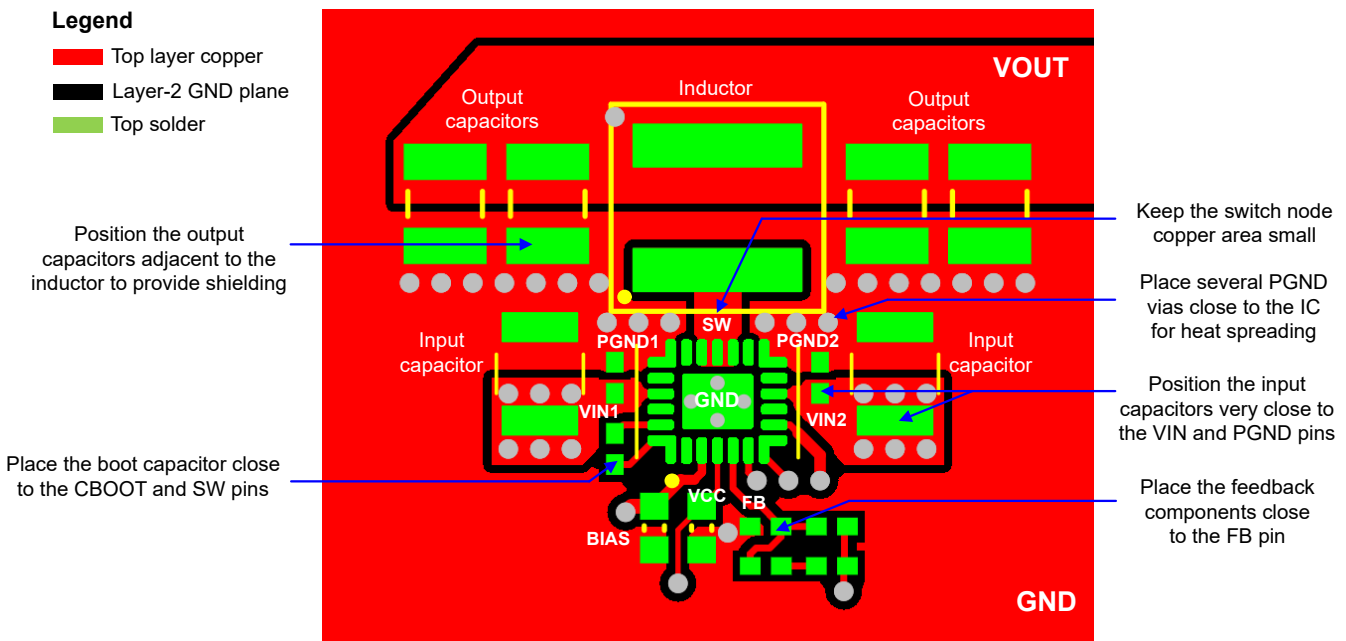 Legend
Top layer copper
Layer-2 GND plane
Top solder
VOUT
Output
capacitors
Inductor
Output
capacitors
Position the output
capacitors adjacent to the
inductor to provide shielding
Keep the switch node
copper area small
Place several PGND
vias close to the IC
for heat spreading
SW
PGND1
PGND2
Input
capacitor
Input
capacitor
GND
VIN1
VIN2
Position the input
capacitors very close to
the VIN and PGND pins
Place the boot capacitor close
to the CBOOT and SW pins
VCC
FB
BIAS
Place the feedback
components close
to the FB pin
GND